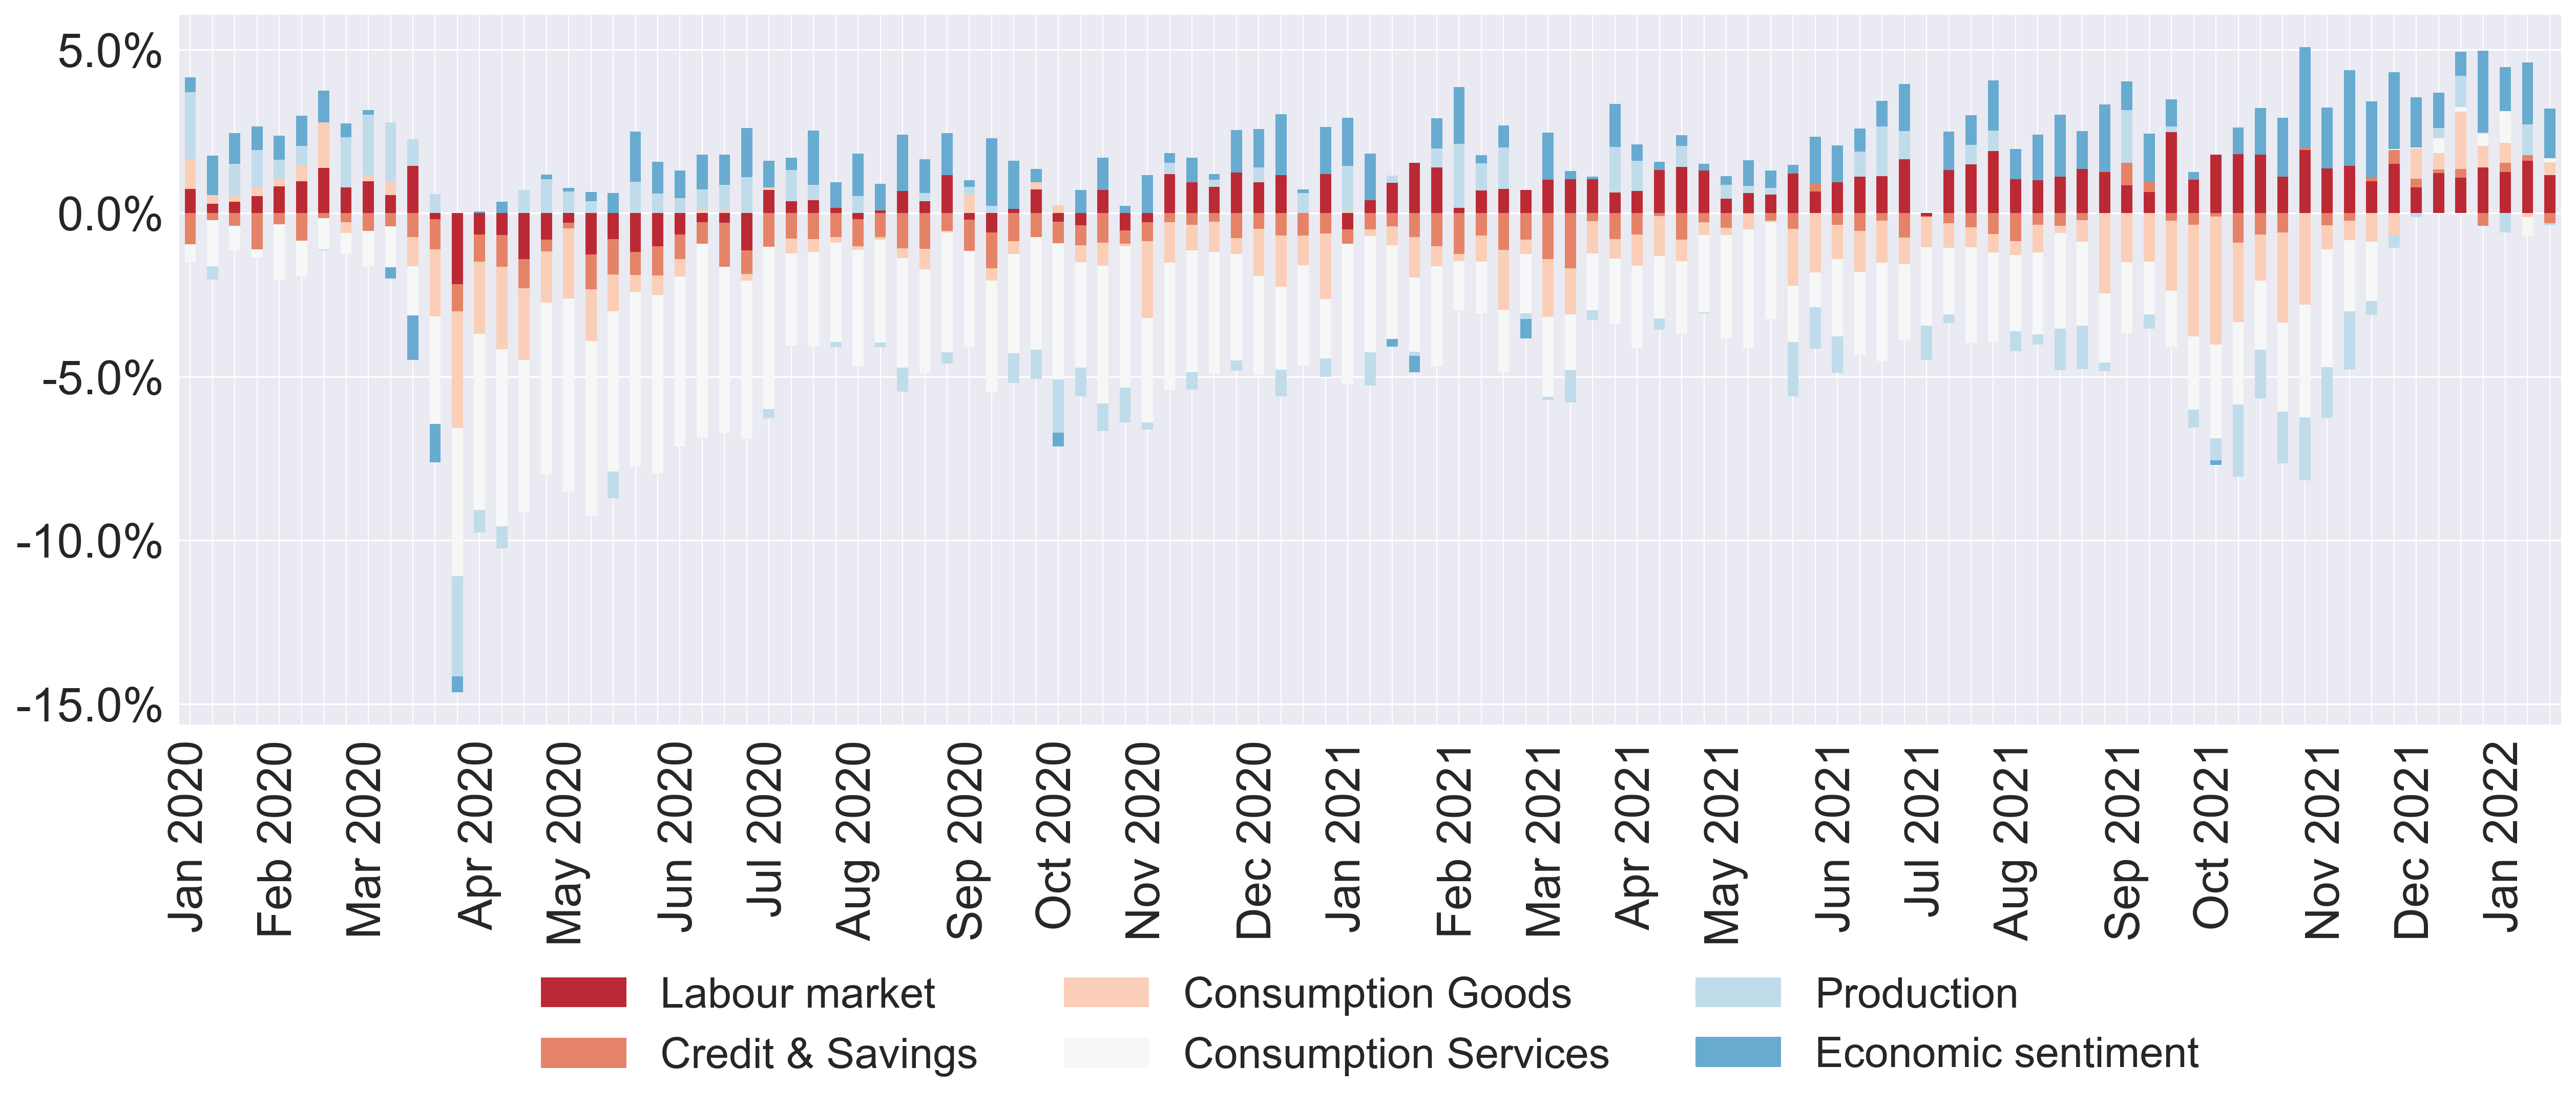 5.0%
0.0%
-5.0%
-10.0%
-15.0%
Jan 2020
Feb 2020
Mar 2020
Apr 2020
May 2020
Jun 2020
Jul 2020
Aug 2020
Sep 2020
Oct 2020
Nov 2020
Dec 2020
Jan 2021
Feb 2021
Mar 2021
Apr 2021
May 2021
Jun 2021
Jul 2021
Aug 2021
Sep 2021
Oct 2021
Nov 2021
Dec 2021
Jan 2022
Labour market
Credit & Savings
Consumption Goods
Consumption Services
Production
Economic sentiment